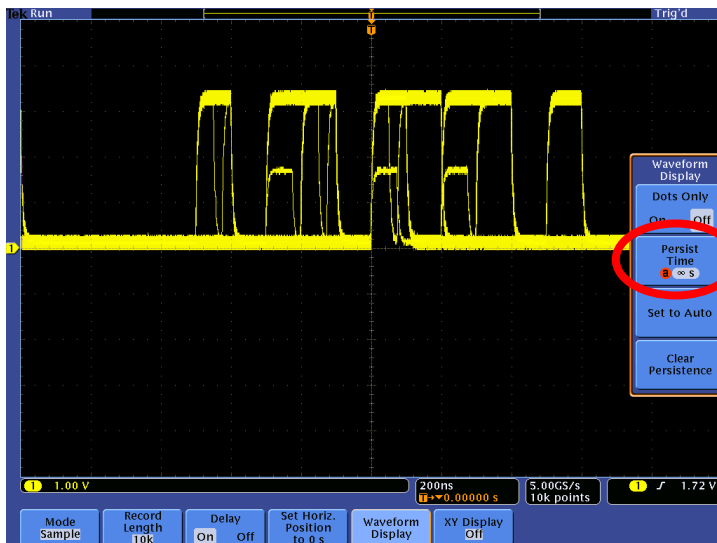 Tek Run
Trig'd
T
1
Waveform
Display
Dots Only
On Off
Persist
Time
a ∞ s
Set to Auto
Clear
Persistence
1 1.00 V
200ns
T→▼0.00000 s
5.00GS/s
10k points
1 ʃ 1.72 V
Mode
Sample
Record
Length
10k
Delay
On Off
Set Horiz.
Position
to 0 s
Waveform
Display
XY Display
Off